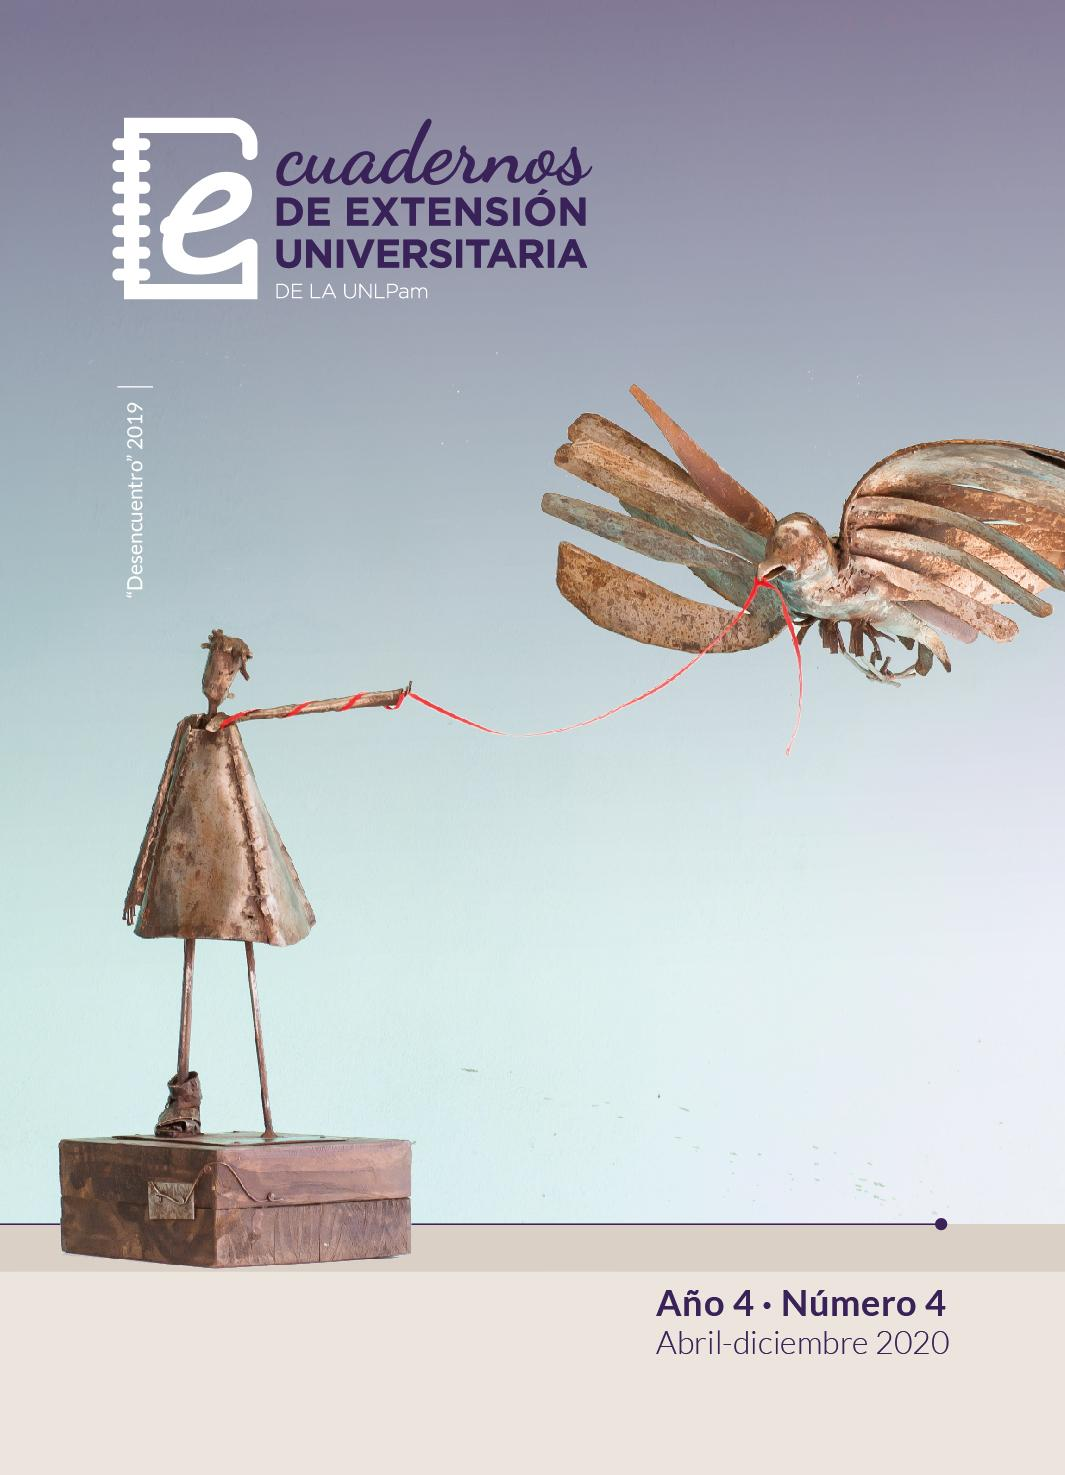 cuadernos
DE EXTENSIÓN
UNIVERSITARIA
DE LA UNLPam
“Desencuentro” 2019
Año 4 · Número 4
Abril-diciembre 2020